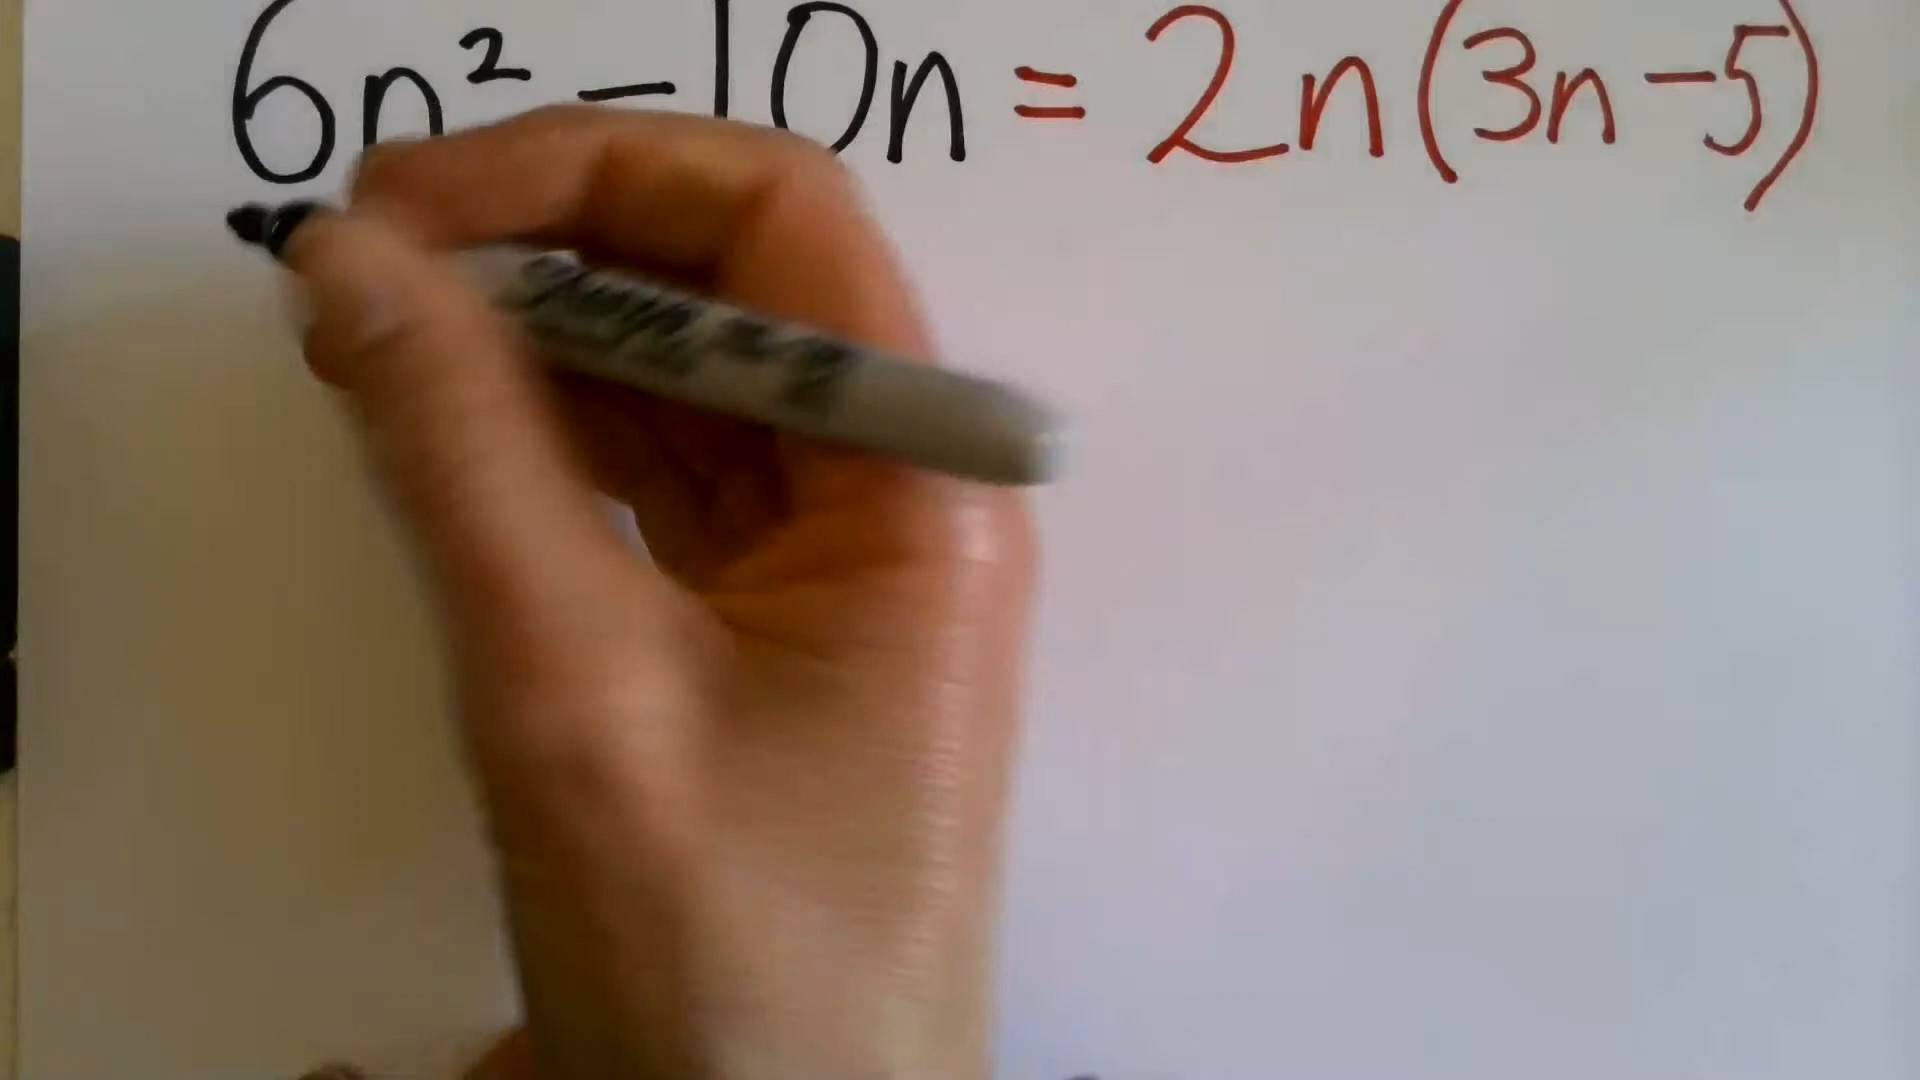 6n² - 10n = 2n(3n - 5)